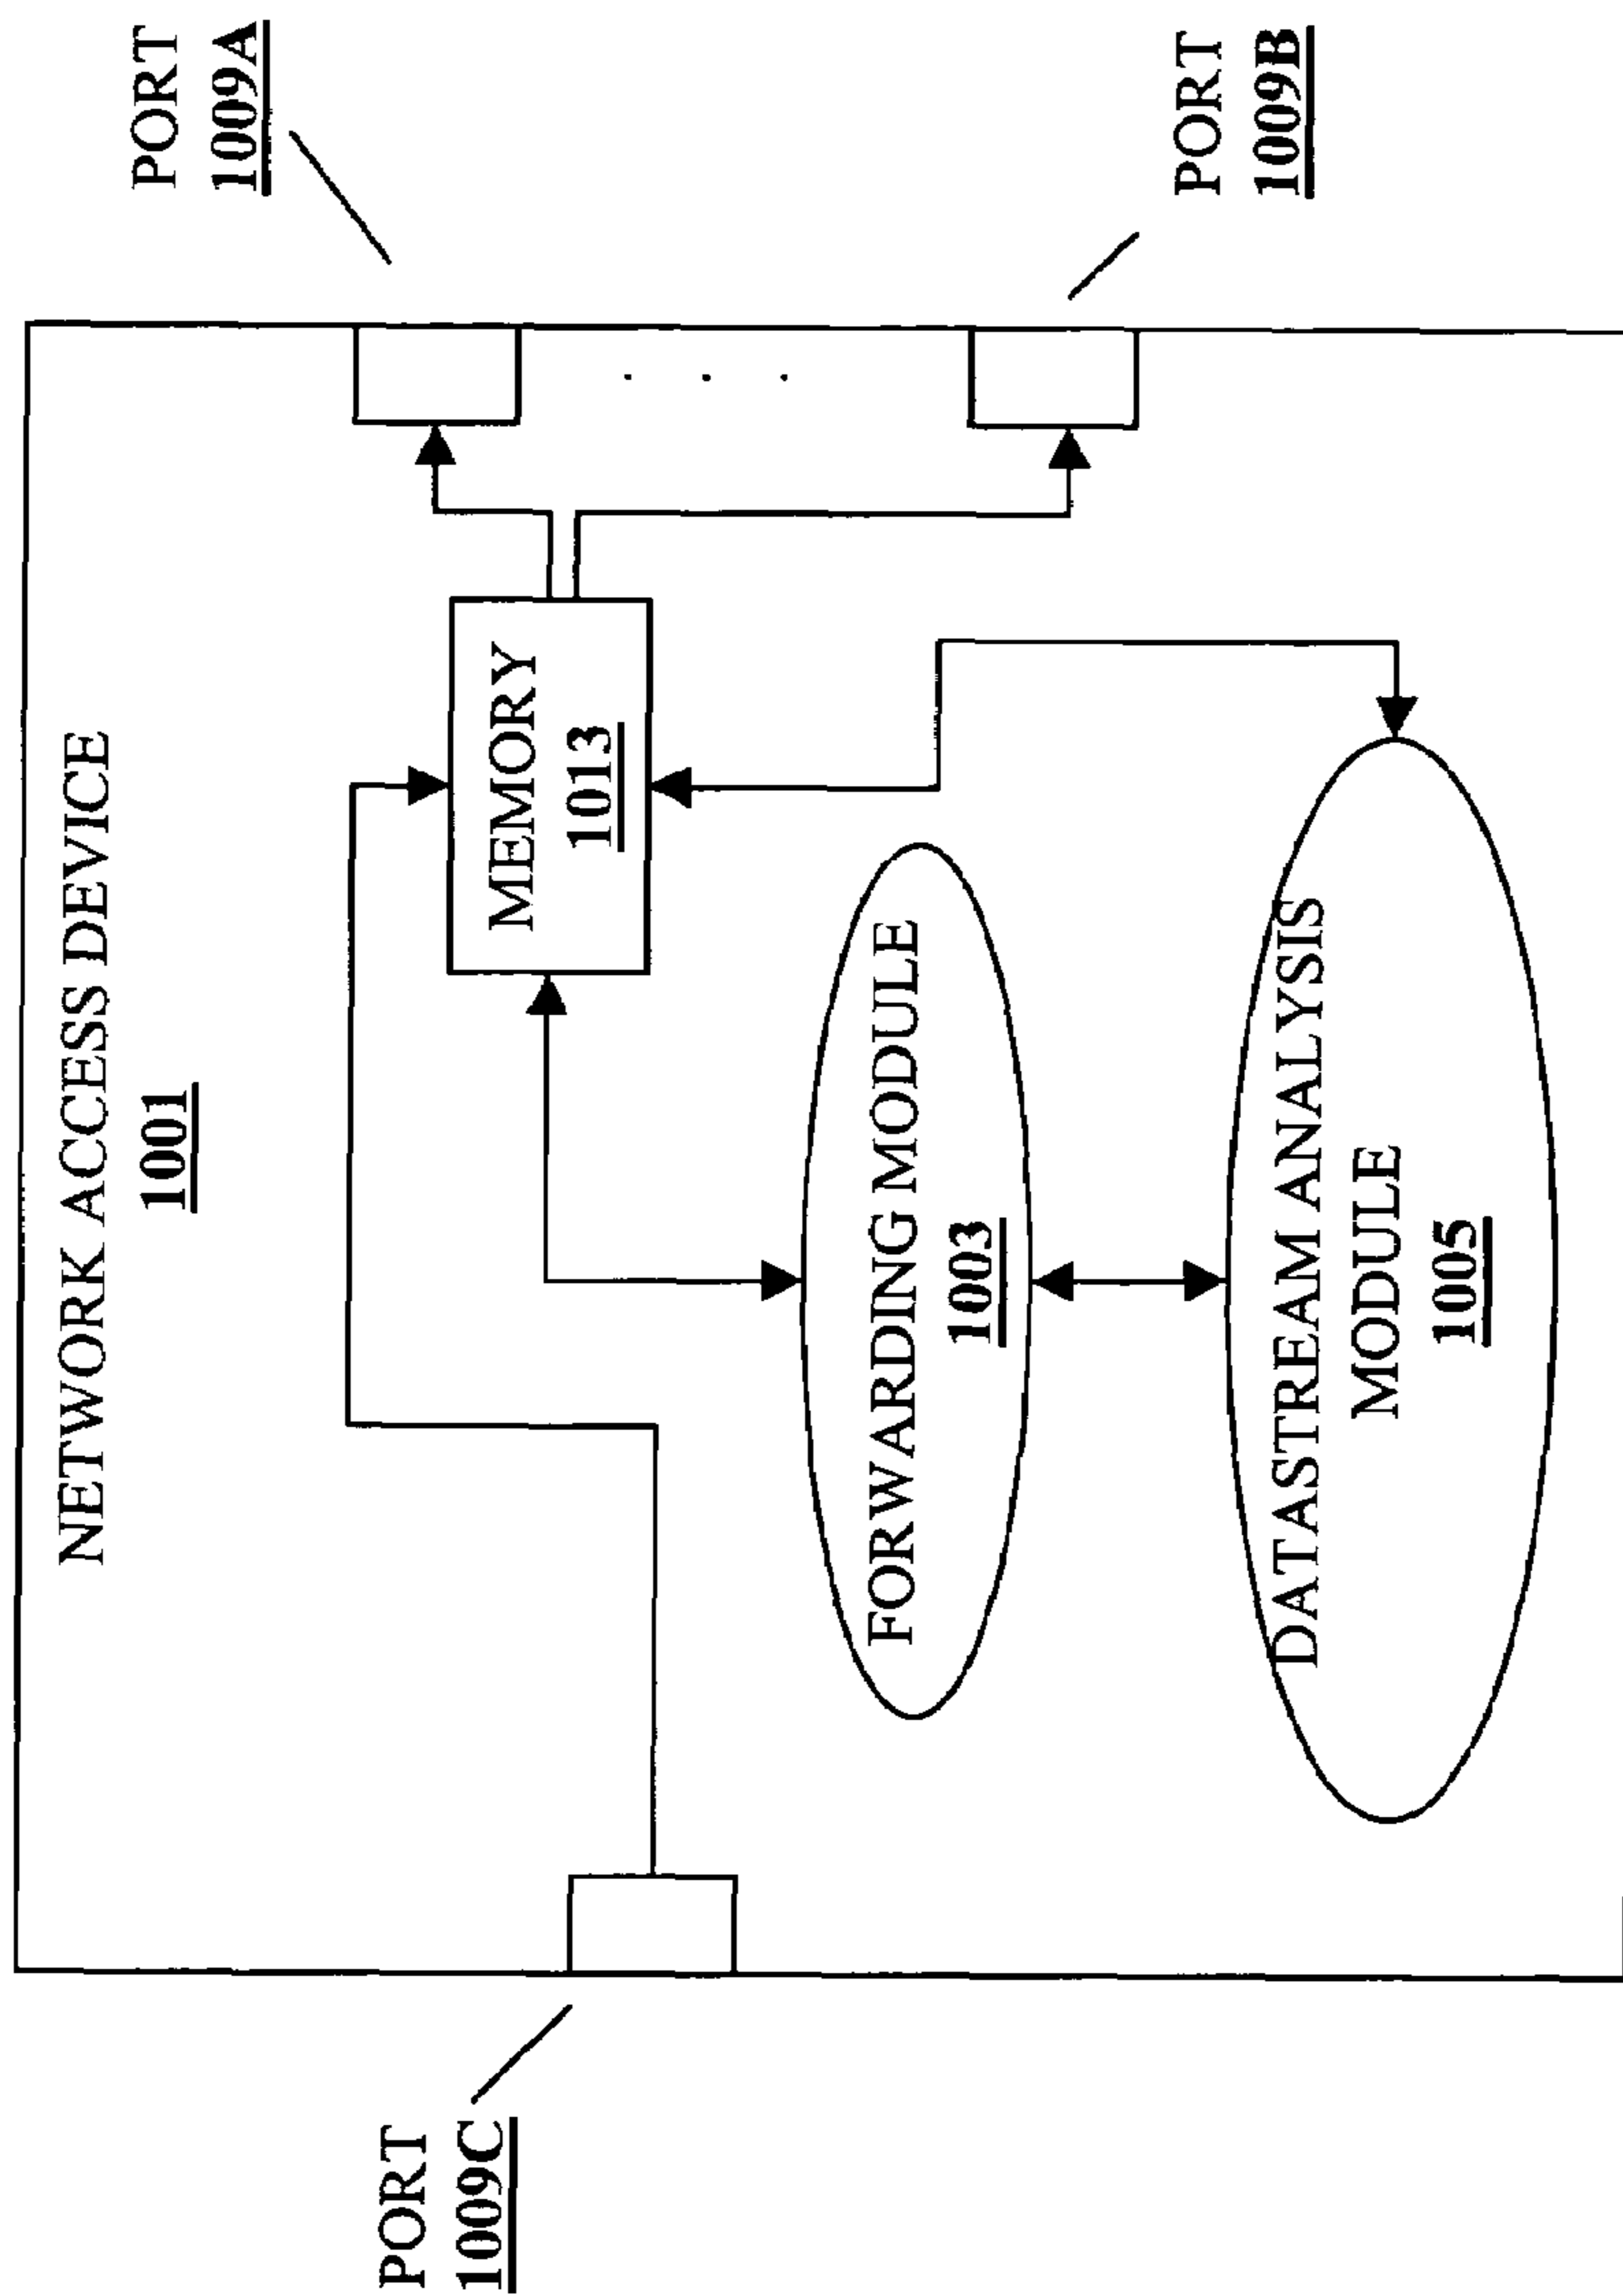 NETWORK ACCESS DEVICE
1001
PORT
1009A
MEMORY
1013
PORT
1009C
FORWARDING MODULE
1003
DATASTREAM ANALYSIS
MODULE
1005
PORT
1009B